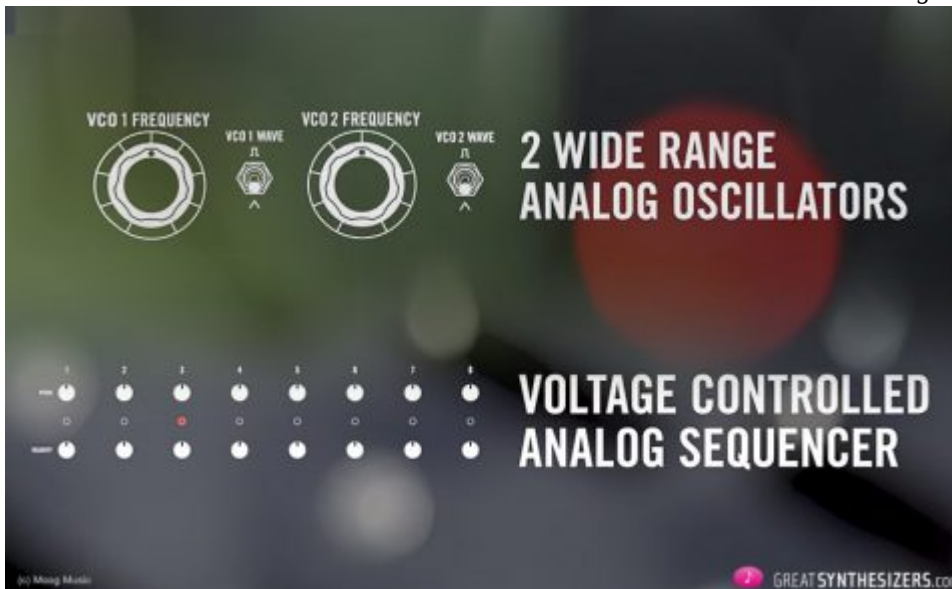 VCO 1 FREQUENCY
VCO 1 WAVE
VCO 2 FREQUENCY
VCO 2 WAVE
2 WIDE RANGE
ANALOG OSCILLATORS
1 2 3 4 5 6 7 8
VOLTAGE CONTROLLED
ANALOG SEQUENCER
(c) Moog Music
GREATSYNTHESIZERS.com